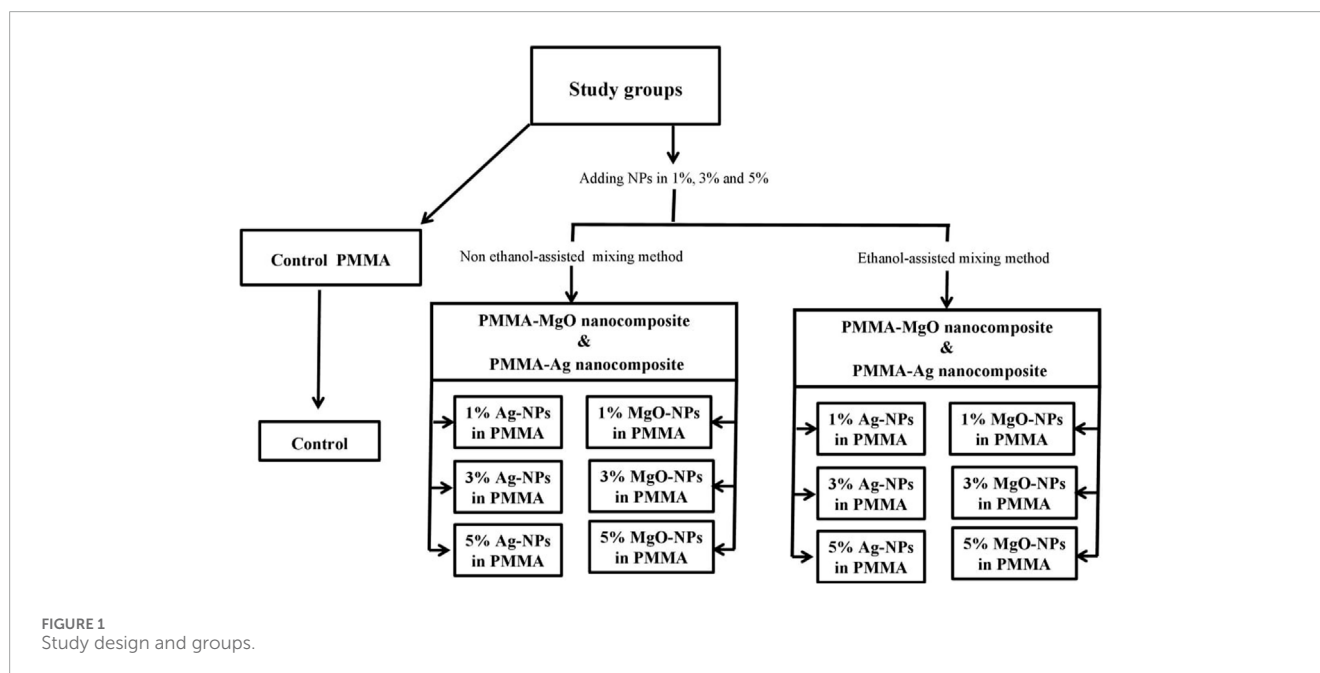 Study groups
Adding NPs in 1%, 3% and 5%
Control PMMA
Non ethanol-assisted mixing method
Ethanol-assisted mixing method
PMMA-MgO nanocomposite
&
PMMA-Ag nanocomposite
PMMA-MgO nanocomposite
&
PMMA-Ag nanocomposite
Control
1% Ag-NPs
in PMMA
1% MgO-NPs
in PMMA
3% Ag-NPs
in PMMA
3% MgO-NPs
in PMMA
5% Ag-NPs
in PMMA
5% MgO-NPs
in PMMA
1% Ag-NPs
in PMMA
1% MgO-NPs
in PMMA
3% Ag-NPs
in PMMA
3% MgO-NPs
in PMMA
5% Ag-NPs
in PMMA
5% MgO-NPs
in PMMA
FIGURE 1
Study design and groups.